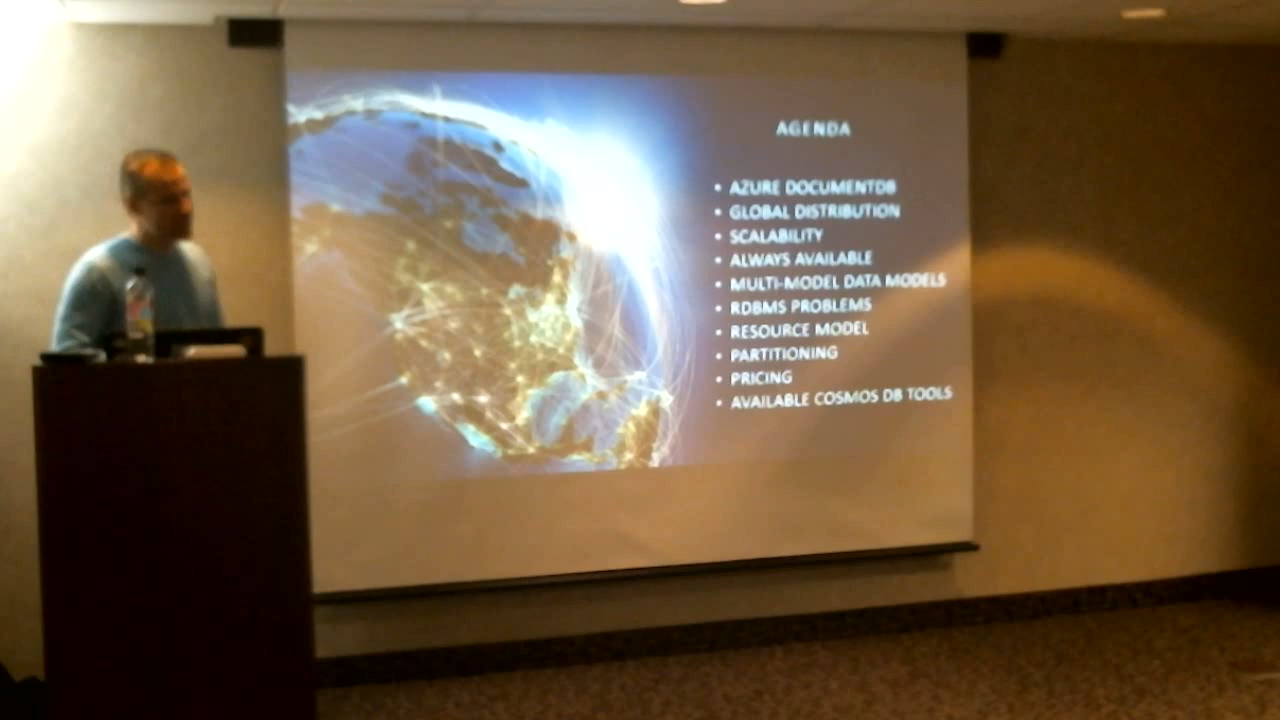 AGENDA
• AZURE DOCUMENTDB
• GLOBAL DISTRIBUTION
• SCALABILITY
• ALWAYS AVAILABLE
• MULTI-MODEL DATA MODELS
• RDBMS PROBLEMS
• RESOURCE MODEL
• PARTITIONING
• PRICING
• AVAILABLE COSMOS DB TOOLS